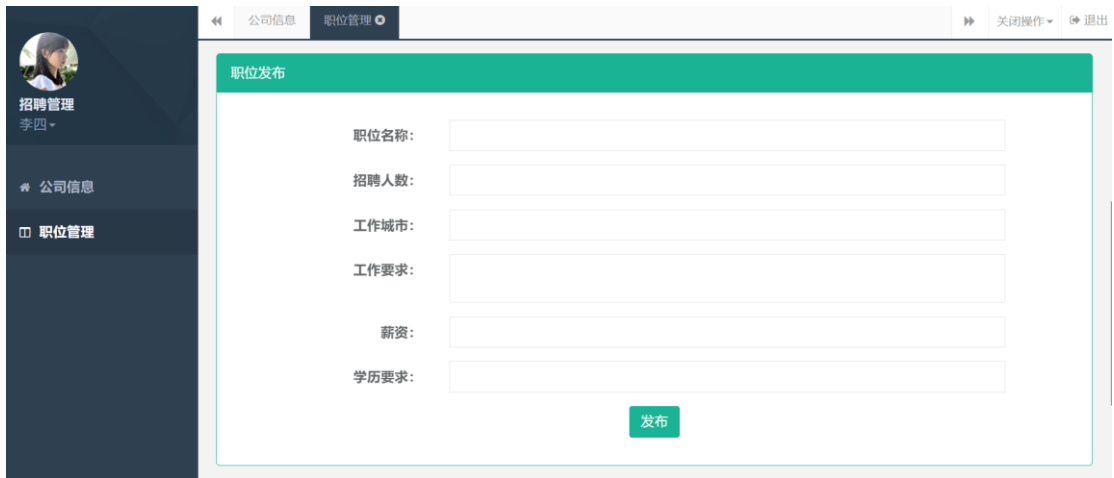 公司信息
职位管理
关闭操作
退出
招聘管理
李四
公司信息
职位管理
职位发布
职位名称：
招聘人数：
工作城市：
工作要求：
薪资：
学历要求：
发布